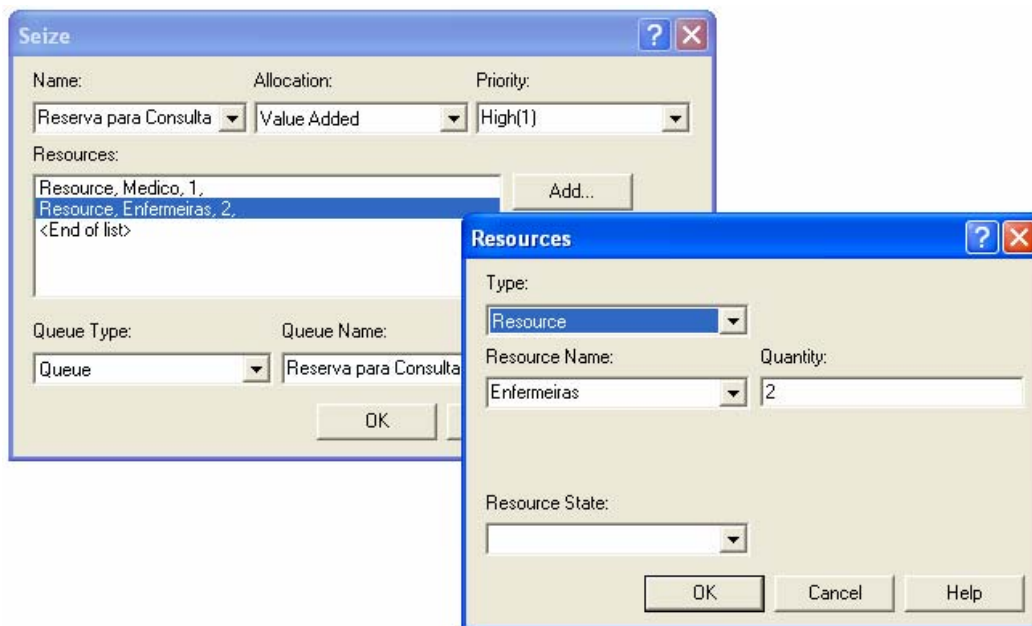 Seize
Name: Allocation: Priority:
Reserva para Consulta Value Added High(1)
Resources:
Resource, Medico, 1,
Resource, Enfermeiras, 2,
<End of list>
Add...
Queue Type: Queue Name:
Queue Reserva para Consulta
OK
Resources
Type:
Resource
Resource Name: Quantity:
Enfermeiras 2
Resource State:
OK Cancel Help